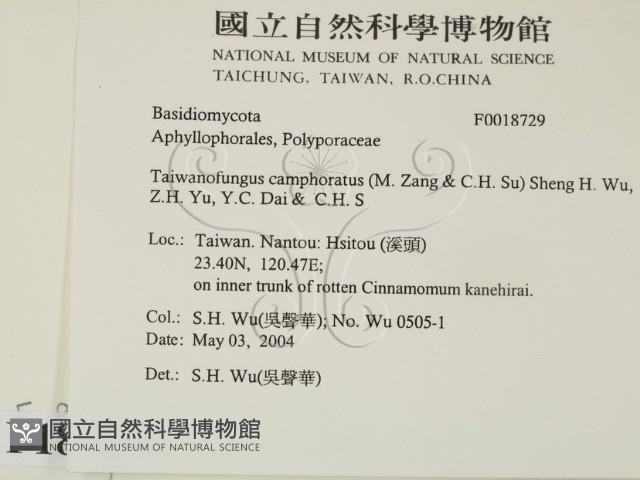 國立自然科學博物館
NATIONAL MUSEUM OF NATURAL SCIENCE
TAICHUNG, TAIWAN, R.O.CHINA
Basidiomycota F0018729
Aphyllophorales, Polyporaceae
Taiwanofungus camphoratus (M. Zang & C.H. Su) Sheng H. Wu,
Z.H. Yu, Y.C. Dai & C.H. S
Loc.: Taiwan. Nantou: Hsitou (溪頭)
23.40N, 120.47E;
on inner trunk of rotten Cinnamomum kanehirai.
Col.: S.H. Wu(吳聲華); No. Wu 0505-1
Date: May 03, 2004
Det.: S.H. Wu(吳聲華)
國立自然科學博物館
NATIONAL MUSEUM OF NATURAL SCIENCE